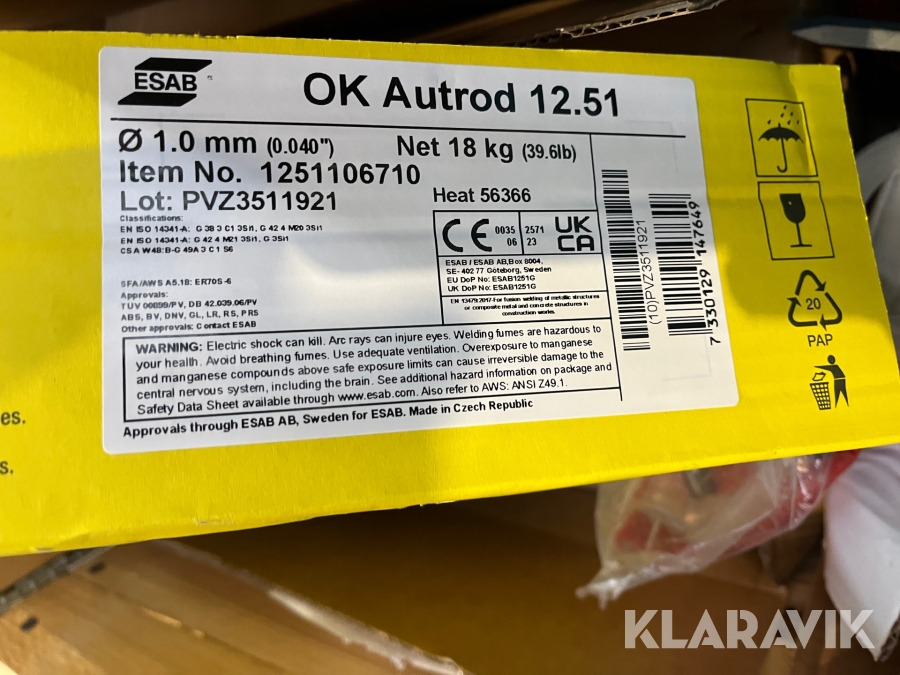 ESAB
OK Autrod 12.51
Ø 1.0 mm (0.040") Net 18 kg (39.6lb)
Item No. 1251106710
Lot: PVZ3511921 Heat 56366
Classifications:
EN ISO 14341-A: G 38 3 C1 3Si1, G 42 4 M20 3Si1
EN ISO 14341-A: G 42 4 M21 3Si1, G 3Si1
CSA W48: B-G 49A 3 C1 S6
SFA/AWS A5.18: ER70S-6
Approvals:
TÜV 00899/PV, DB 42.039.06/PV
ABS, BV, DNV, GL, LR, RS, PRS
Other approvals: Contact ESAB
CE 0035 06
2571 23 UKCA
ESAB / ESAB AB, Box 8004,
SE- 402 77 Göteborg, Sweden
EU DoP No: ESAB1251G
UK DoP No: ESAB1251G
EN 13479:2017-For fusion welding of metallic structures
or composite metal and concrete structures in
construction works.
WARNING: Electric shock can kill. Arc rays can injure eyes. Welding fumes are hazardous to
your health. Avoid breathing fumes. Use adequate ventilation. Overexposure to manganese
and manganese compounds above safe exposure limits can cause irreversible damage to the
central nervous system, including the brain. See additional hazard information on package and
Safety Data Sheet available through www.esab.com. Also refer to AWS: ANSI Z49.1.
Approvals through ESAB AB, Sweden for ESAB. Made in Czech Republic
(10)PVZ3511921
7 330129 147649
20
PAP
es.
s.
KLARAVIK